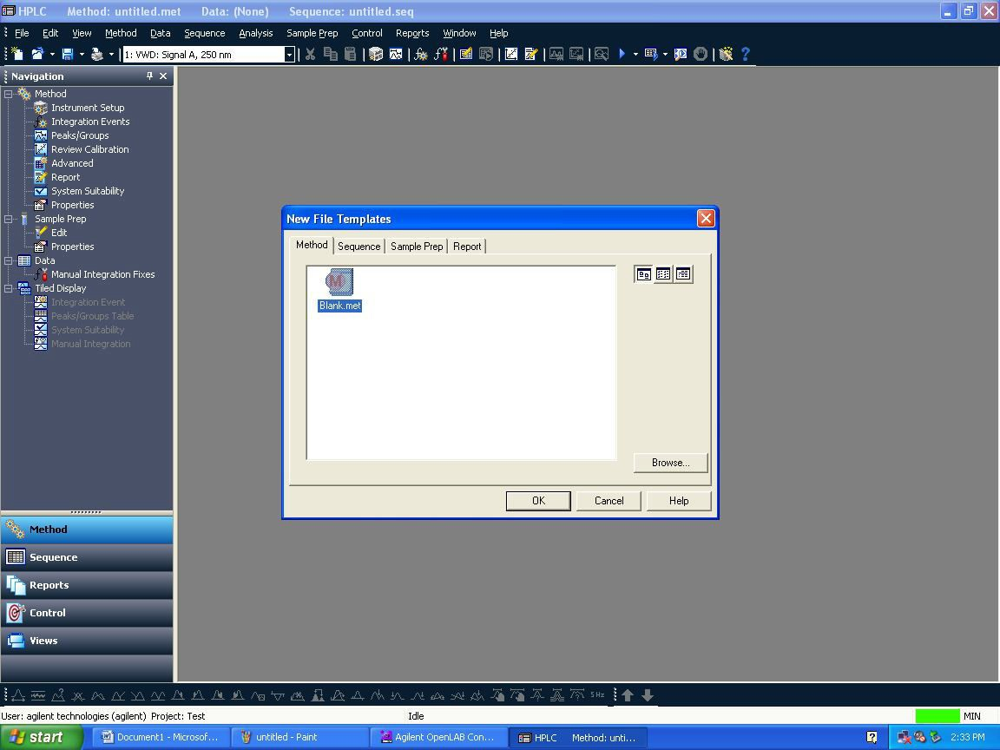 HPLC Method: untitled.met Data: (None) Sequence: untitled.seq
File Edit View Method Data Sequence Analysis Sample Prep Control Reports Window Help
1: VWD: Signal A, 250 nm
Navigation
Method
Instrument Setup
Integration Events
Peaks/Groups
Review Calibration
Advanced
Report
System Suitability
Properties
Sample Prep
Edit
Properties
Data
Manual Integration Fixes
Tiled Display
Integration Event
Peaks/Groups Table
System Suitability
Manual Integration
New File Templates
Method Sequence Sample Prep Report
M
Blank.met
Browse...
OK Cancel Help
Method
Sequence
Reports
Control
Views
5 Hz
User: agilent technologies (agilent) Project: Test Idle MIN
start Document1 - Microsof... untitled - Paint Agilent OpenLAB Con... HPLC Method: unti... 2:33 PM